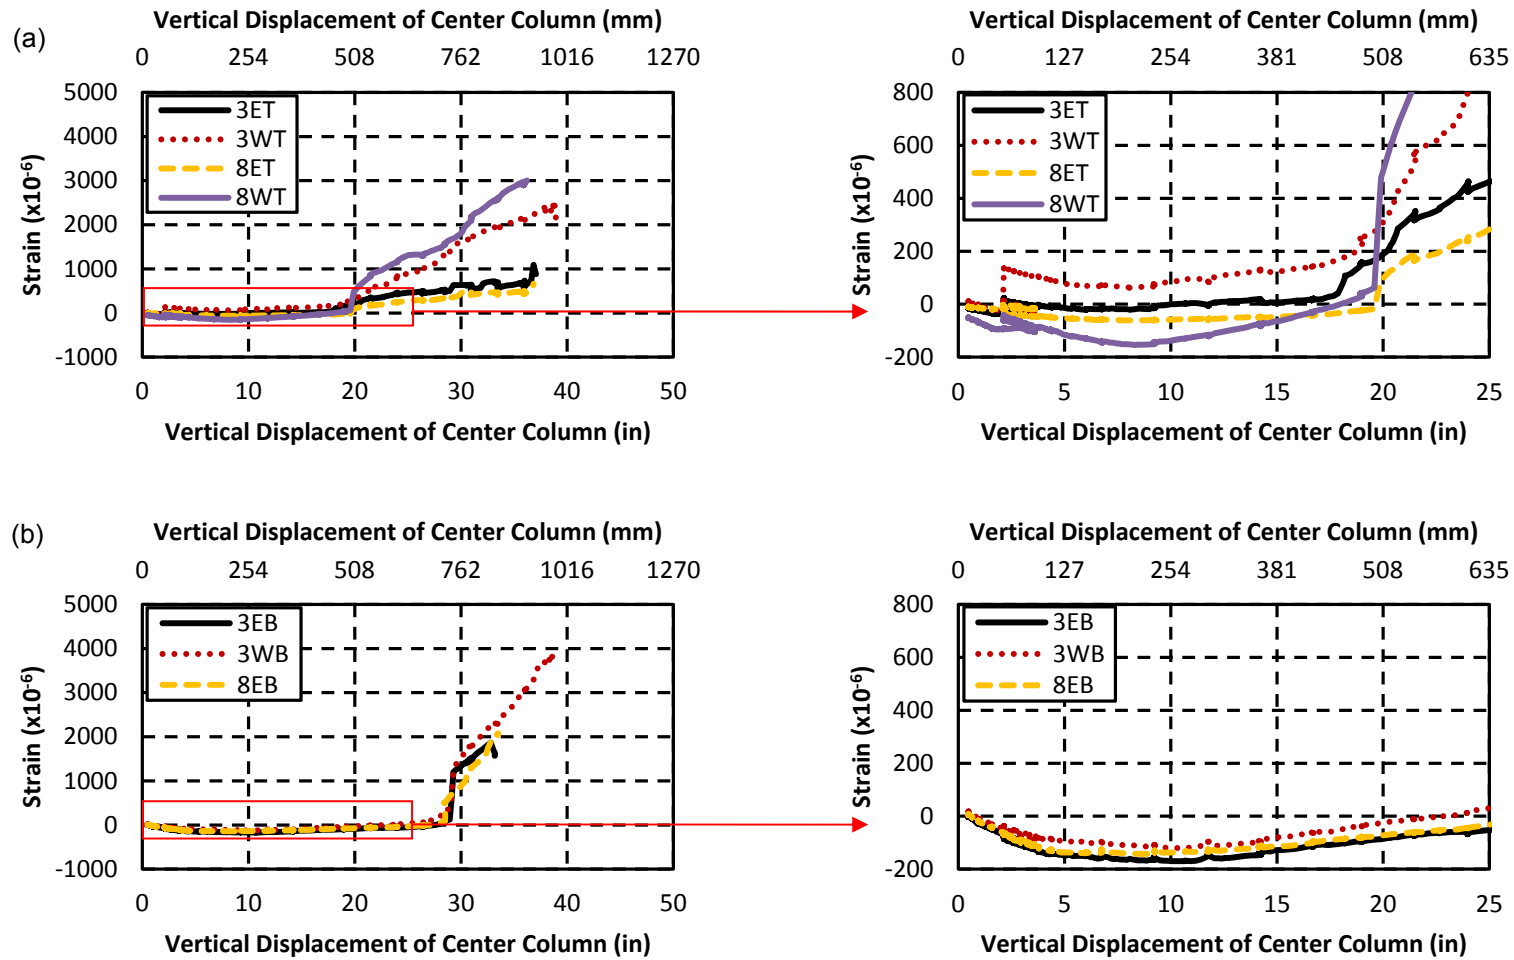 (a)
Vertical Displacement of Center Column (mm)
0 254 508 762 1016 1270
5000
4000
3000
2000
1000
0
-1000
Strain (x10⁻⁶)
3ET
3WT
8ET
8WT
0 10 20 30 40 50
Vertical Displacement of Center Column (in)
Vertical Displacement of Center Column (mm)
0 127 254 381 508 635
800
600
400
200
0
-200
Strain (x10⁻⁶)
3ET
3WT
8ET
8WT
0 5 10 15 20 25
Vertical Displacement of Center Column (in)
(b)
Vertical Displacement of Center Column (mm)
0 254 508 762 1016 1270
5000
4000
3000
2000
1000
0
-1000
Strain (x10⁻⁶)
3EB
3WB
8EB
0 10 20 30 40 50
Vertical Displacement of Center Column (in)
Vertical Displacement of Center Column (mm)
0 127 254 381 508 635
800
600
400
200
0
-200
Strain (x10⁻⁶)
3EB
3WB
8EB
0 5 10 15 20 25
Vertical Displacement of Center Column (in)